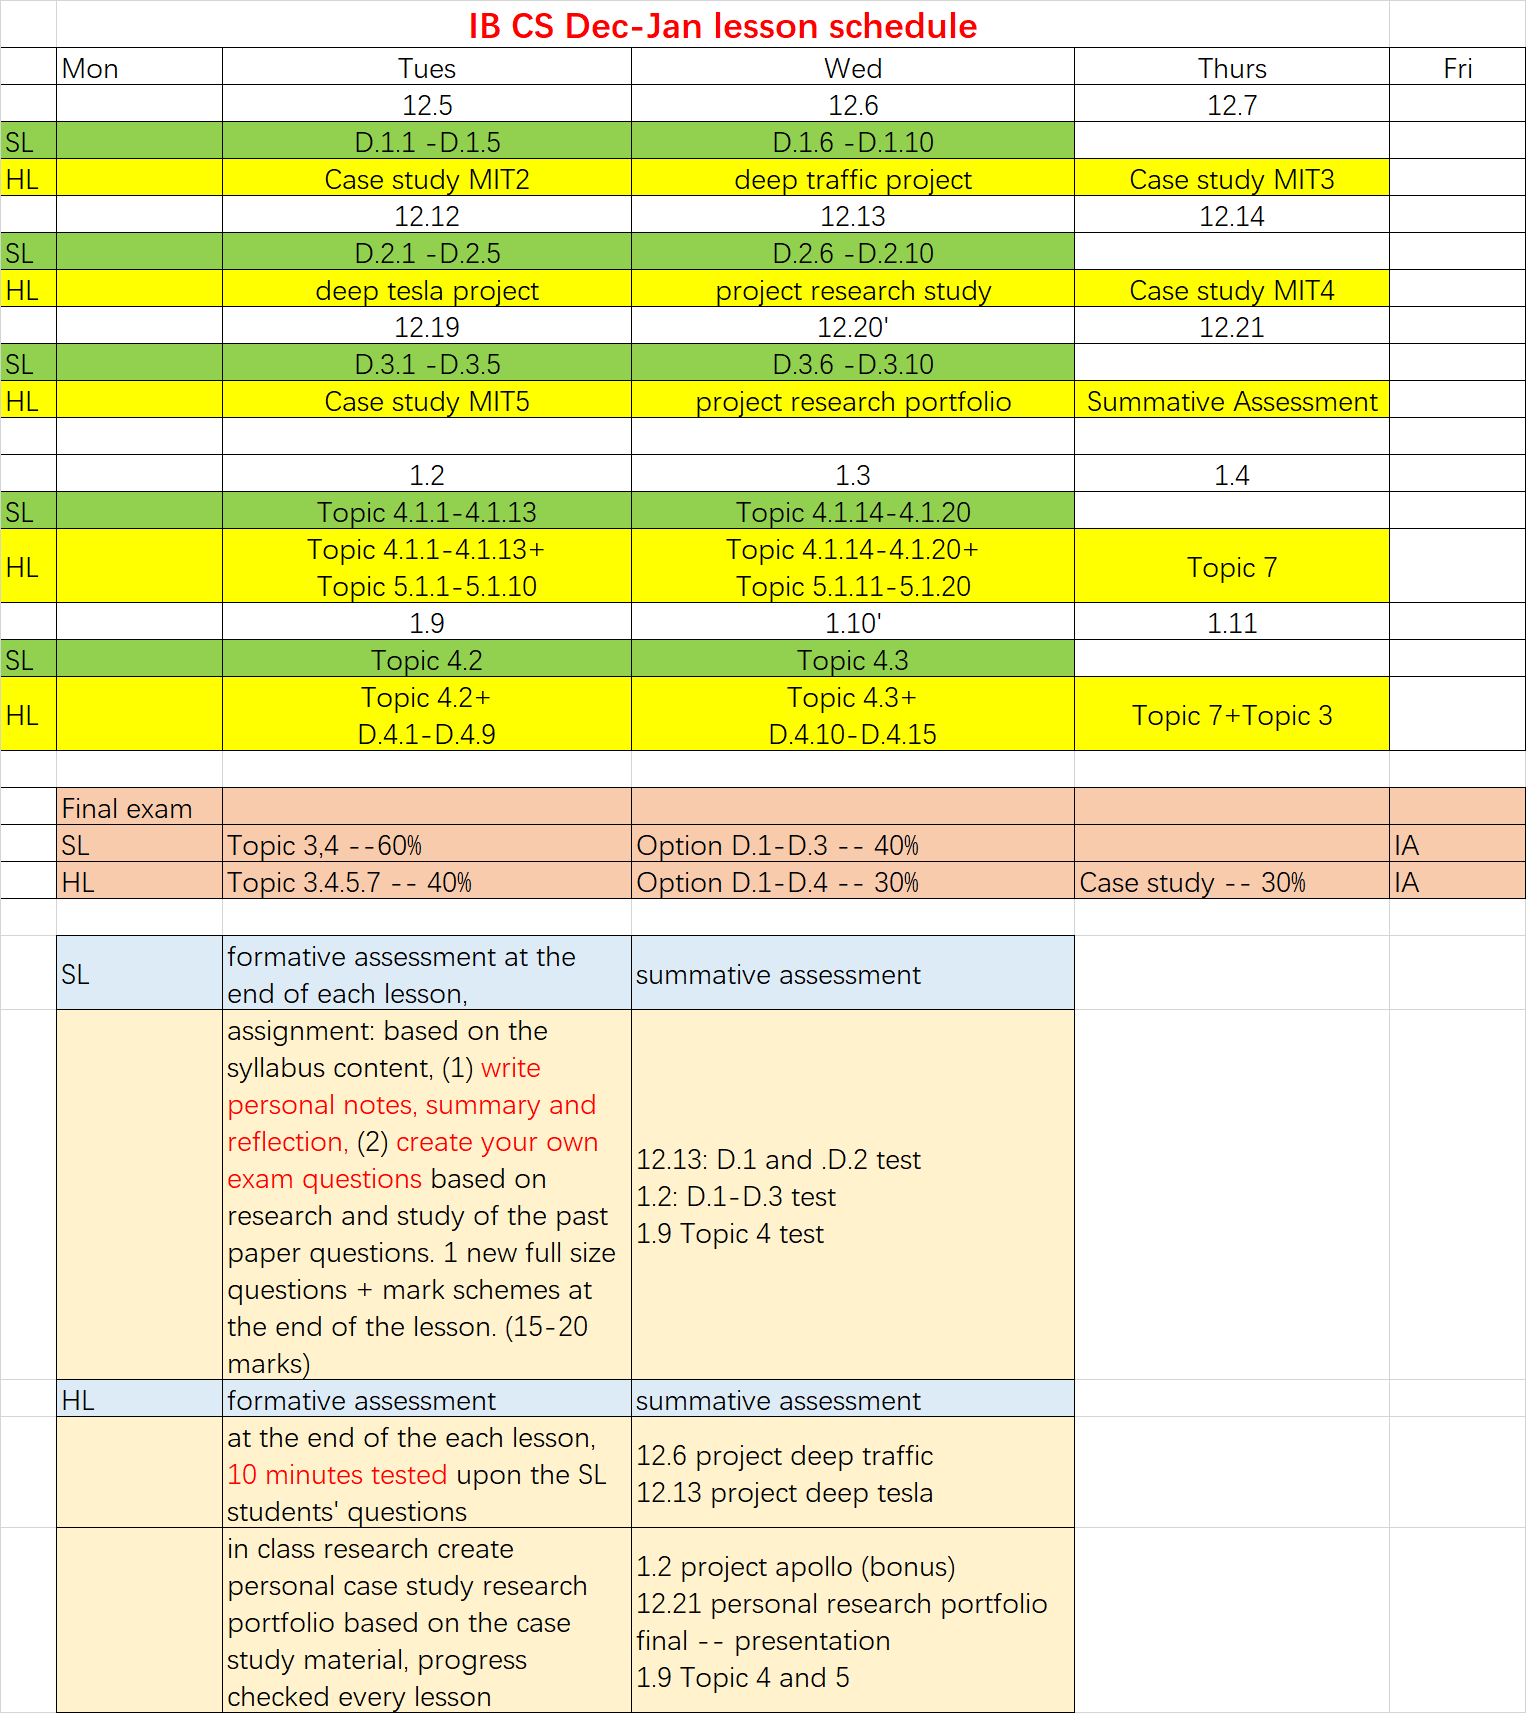 IB CS Dec-Jan lesson schedule
Mon Tues Wed Thurs Fri
12.5 12.6 12.7
SL D.1.1 -D.1.5 D.1.6 -D.1.10
HL Case study MIT2 deep traffic project Case study MIT3
12.12 12.13 12.14
SL D.2.1 -D.2.5 D.2.6 -D.2.10
HL deep tesla project project research study Case study MIT4
12.19 12.20' 12.21
SL D.3.1 -D.3.5 D.3.6 -D.3.10
HL Case study MIT5 project research portfolio Summative Assessment
1.2 1.3 1.4
SL Topic 4.1.1-4.1.13 Topic 4.1.14-4.1.20
HL Topic 4.1.1-4.1.13+
Topic 5.1.1-5.1.10
Topic 4.1.14-4.1.20+
Topic 5.1.11-5.1.20
Topic 7
1.9 1.10' 1.11
SL Topic 4.2 Topic 4.3
HL Topic 4.2+
D.4.1-D.4.9
Topic 4.3+
D.4.10-D.4.15
Topic 7+Topic 3
Final exam
SL Topic 3,4 --60% Option D.1-D.3 -- 40% IA
HL Topic 3.4.5.7 -- 40% Option D.1-D.4 -- 30% Case study -- 30% IA
SL
formative assessment at the
end of each lesson,
summative assessment
assignment: based on the
syllabus content, (1) write
personal notes, summary and
reflection, (2) create your own
exam questions based on
research and study of the past
paper questions. 1 new full size
questions + mark schemes at
the end of the lesson. (15-20
marks)
12.13: D.1 and .D.2 test
1.2: D.1-D.3 test
1.9 Topic 4 test
HL formative assessment summative assessment
at the end of the each lesson,
10 minutes tested upon the SL
students' questions
12.6 project deep traffic
12.13 project deep tesla
in class research create
personal case study research
portfolio based on the case
study material, progress
checked every lesson
1.2 project apollo (bonus)
12.21 personal research portfolio
final -- presentation
1.9 Topic 4 and 5